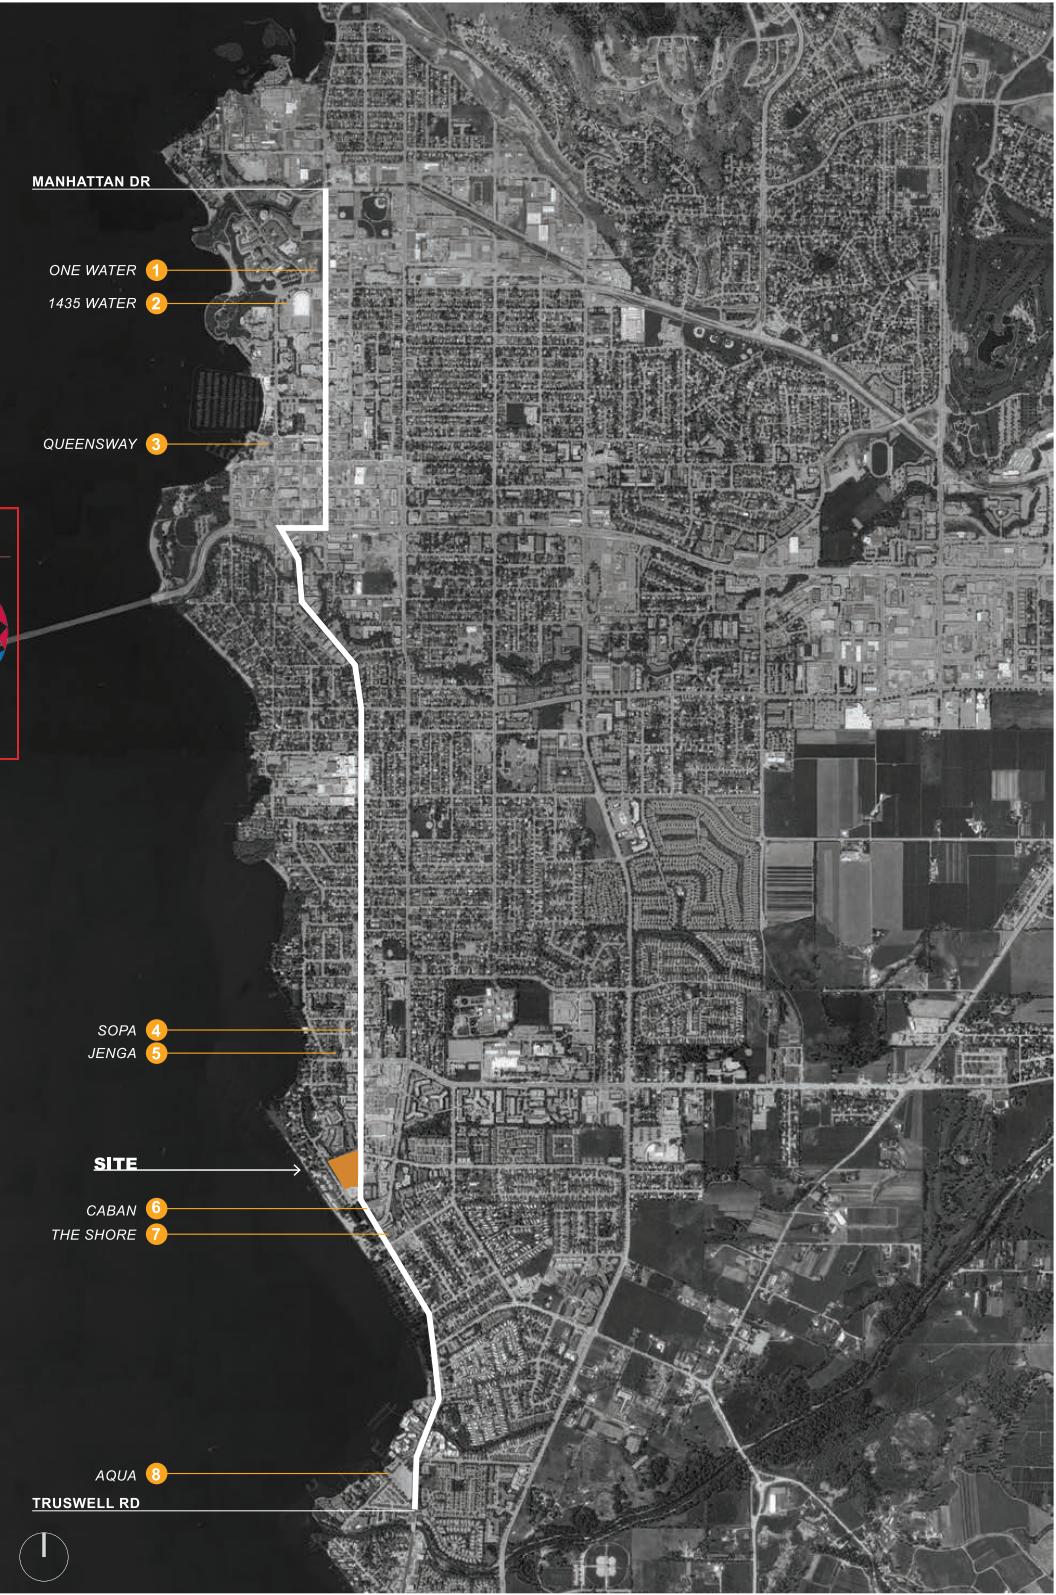 MANHATTAN DR
ONE WATER 1
1435 WATER 2
QUEENSWAY 3
SOPA 4
JENGA 5
SITE
CABAN 6
THE SHORE 7
AQUA 8
TRUSWELL RD